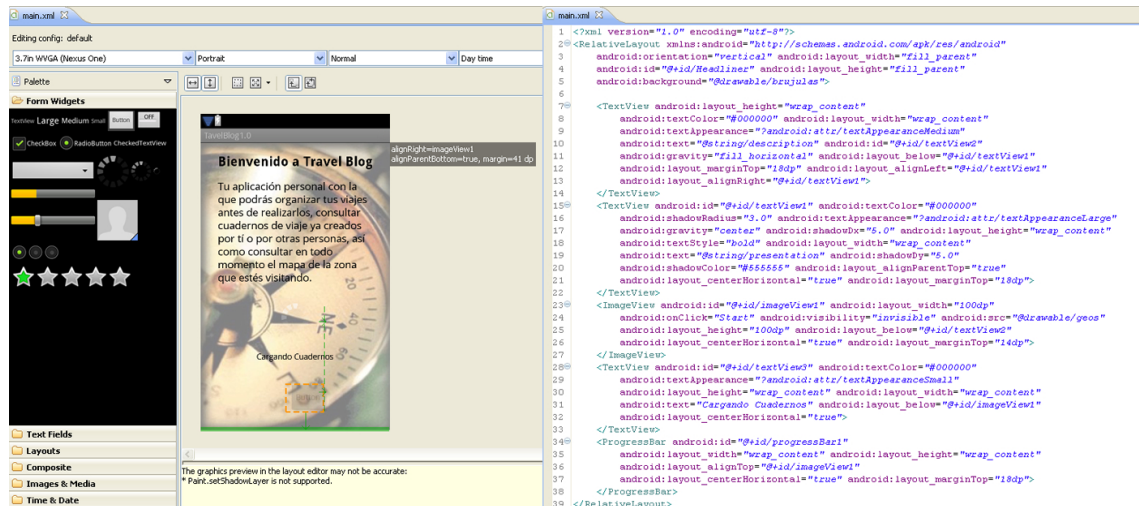 main.xml
Editing config: default
3.7in WVGA (Nexus One)
Portrait
Normal
Day time
Palette
Form Widgets
TextView Large Medium Small Button OFF
CheckBox RadioButton CheckedTextView
Text Fields
Layouts
Composite
Images & Media
Time & Date
TavelBlog1.0
Bienvenido a Travel Blog
Tu aplicación personal con la
que podrás organizar tus viajes
antes de realizarlos, consultar
cuadernos de viaje ya creados
por tí o por otras personas, así
como consultar en todo
momento el mapa de la zona
que estés visitando.
NE
Cargando Cuadernos
alignRight=imageView1
alignParentBottom=true, margin=41 dp
The graphics preview in the layout editor may not be accurate:
* Paint.setShadowLayer is not supported.
main.xml
1 <?xml version="1.0" encoding="utf-8"?>
2 <RelativeLayout xmlns:android="http://schemas.android.com/apk/res/android"
3 android:orientation="vertical" android:layout_width="fill_parent"
4 android:id="@+id/Headliner" android:layout_height="fill_parent"
5 android:background="@drawable/brujulas">
6
7 <TextView android:layout_height="wrap_content"
8 android:textColor="#000000" android:layout_width="wrap_content"
9 android:textAppearance="?android:attr/textAppearanceMedium"
10 android:text="@string/description" android:id="@+id/textView2"
11 android:gravity="fill_horizontal" android:layout_below="@+id/textView1"
12 android:layout_marginTop="18dp" android:layout_alignLeft="@+id/textView1"
13 android:layout_alignRight="@+id/textView1">
14 </TextView>
15 <TextView android:id="@+id/textView1" android:textColor="#000000"
16 android:shadowRadius="3.0" android:textAppearance="?android:attr/textAppearanceLarge"
17 android:gravity="center" android:shadowDx="5.0" android:layout_height="wrap_content"
18 android:textStyle="bold" android:layout_width="wrap_content"
19 android:text="@string/presentation" android:shadowDy="5.0"
20 android:shadowColor="#555555" android:layout_alignParentTop="true"
21 android:layout_centerHorizontal="true" android:layout_marginTop="18dp">
22 </TextView>
23 <ImageView android:id="@+id/imageView1" android:layout_width="100dp"
24 android:onClick="Start" android:visibility="invisible" android:src="@drawable/geos"
25 android:layout_height="100dp" android:layout_below="@+id/textView2"
26 android:layout_centerHorizontal="true" android:layout_marginTop="14dp">
27 </ImageView>
28 <TextView android:id="@+id/textView3" android:textColor="#000000"
29 android:textAppearance="?android:attr/textAppearanceSmall"
30 android:layout_width="wrap_content" android:layout_height="wrap_content"
31 android:text="Cargando Cuadernos" android:layout_below="@+id/imageView1"
32 android:layout_centerHorizontal="true">
33 </TextView>
34 <ProgressBar android:id="@+id/progressBar1"
35 android:layout_width="wrap_content" android:layout_height="wrap_content"
36 android:layout_alignTop="@+id/imageView1"
37 android:layout_centerHorizontal="true" android:layout_marginTop="18dp">
38 </ProgressBar>
39 </RelativeLayout>